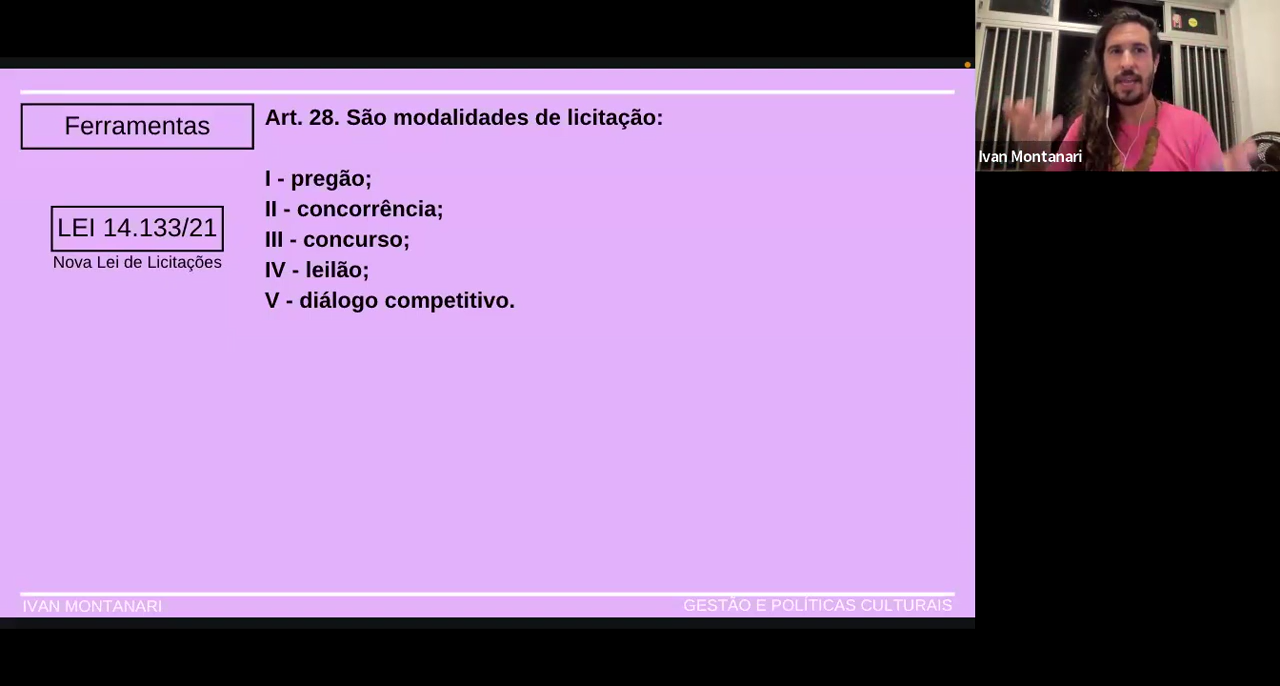 Ferramentas
LEI 14.133/21
Nova Lei de Licitações
Art. 28. São modalidades de licitação:
I - pregão;
II - concorrência;
III - concurso;
IV - leilão;
V - diálogo competitivo.
IVAN MONTANARI
GESTÃO E POLÍTICAS CULTURAIS
Ivan Montanari